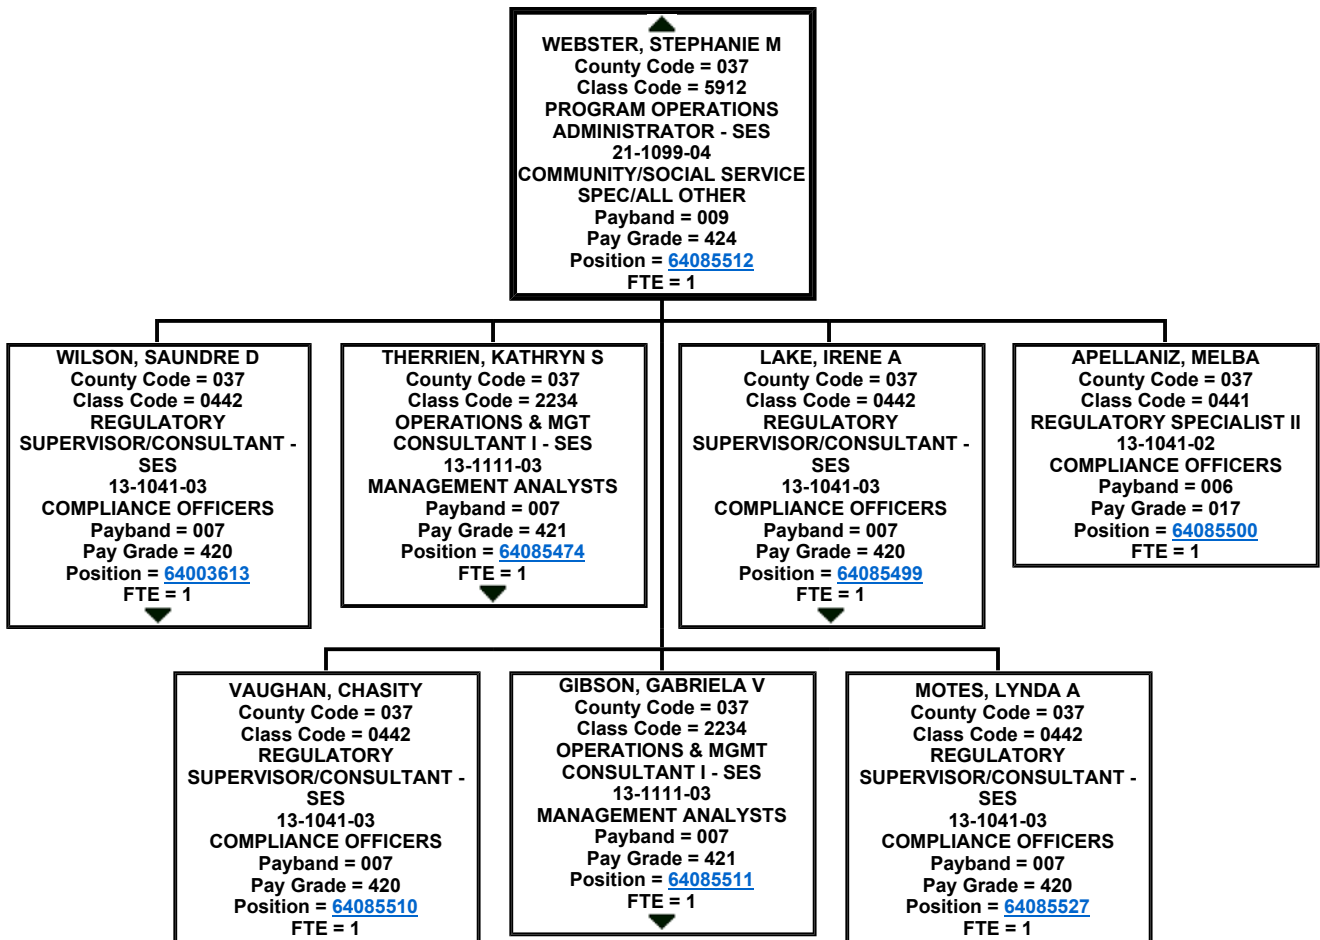 WEBSTER, STEPHANIE M
County Code = 037
Class Code = 5912
PROGRAM OPERATIONS
ADMINISTRATOR - SES
21-1099-04
COMMUNITY/SOCIAL SERVICE
SPEC/ALL OTHER
Payband = 009
Pay Grade = 424
Position = 64085512
FTE = 1
WILSON, SAUNDRE D
County Code = 037
Class Code = 0442
REGULATORY
SUPERVISOR/CONSULTANT -
SES
13-1041-03
COMPLIANCE OFFICERS
Payband = 007
Pay Grade = 420
Position = 64003613
FTE = 1
THERRIEN, KATHRYN S
County Code = 037
Class Code = 2234
OPERATIONS & MGT
CONSULTANT I - SES
13-1111-03
MANAGEMENT ANALYSTS
Payband = 007
Pay Grade = 421
Position = 64085474
FTE = 1
LAKE, IRENE A
County Code = 037
Class Code = 0442
REGULATORY
SUPERVISOR/CONSULTANT -
SES
13-1041-03
COMPLIANCE OFFICERS
Payband = 007
Pay Grade = 420
Position = 64085499
FTE = 1
APELLANIZ, MELBA
County Code = 037
Class Code = 0441
REGULATORY SPECIALIST II
13-1041-02
COMPLIANCE OFFICERS
Payband = 006
Pay Grade = 017
Position = 64085500
FTE = 1
VAUGHAN, CHASITY
County Code = 037
Class Code = 0442
REGULATORY
SUPERVISOR/CONSULTANT -
SES
13-1041-03
COMPLIANCE OFFICERS
Payband = 007
Pay Grade = 420
Position = 64085510
FTE = 1
GIBSON, GABRIELA V
County Code = 037
Class Code = 2234
OPERATIONS & MGMT
CONSULTANT I - SES
13-1111-03
MANAGEMENT ANALYSTS
Payband = 007
Pay Grade = 421
Position = 64085511
FTE = 1
MOTES, LYNDA A
County Code = 037
Class Code = 0442
REGULATORY
SUPERVISOR/CONSULTANT -
SES
13-1041-03
COMPLIANCE OFFICERS
Payband = 007
Pay Grade = 420
Position = 64085527
FTE = 1